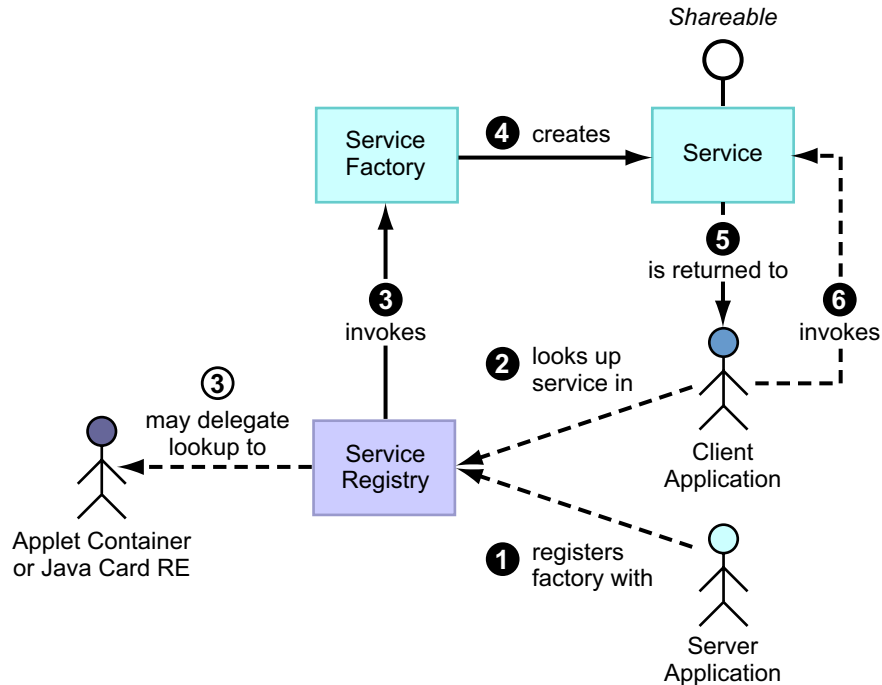 Shareable
Service
Factory
4 creates
Service
5
is returned to
3
invokes
6
invokes
2 looks up
service in
3
may delegate
lookup to
Service
Registry
Client
Application
Applet Container
or Java Card RE
1 registers
factory with
Server
Application